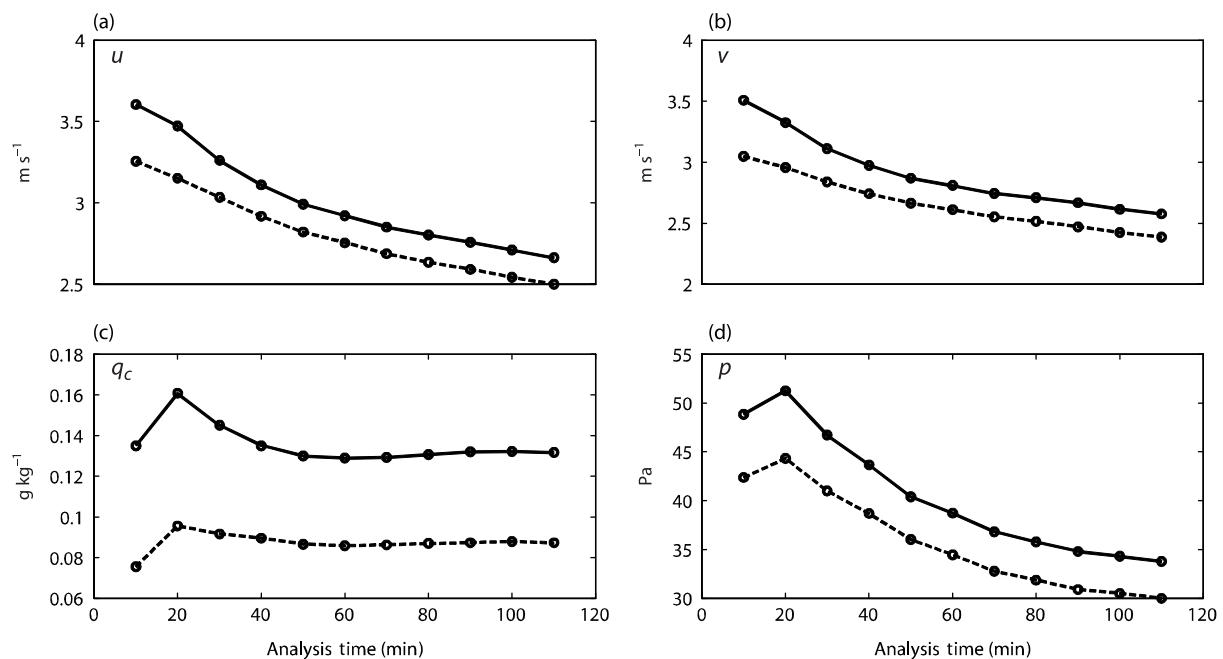 (a)
u
4
3.5
3
2.5
m s⁻¹
(b)
v
4
3.5
3
2.5
2
m s⁻¹
(c)
q_c
0.18
0.16
0.14
0.12
0.1
0.08
0.06
g kg⁻¹
0 20 40 60 80 100 120
Analysis time (min)
(d)
p
55
50
45
40
35
30
Pa
0 20 40 60 80 100 120
Analysis time (min)